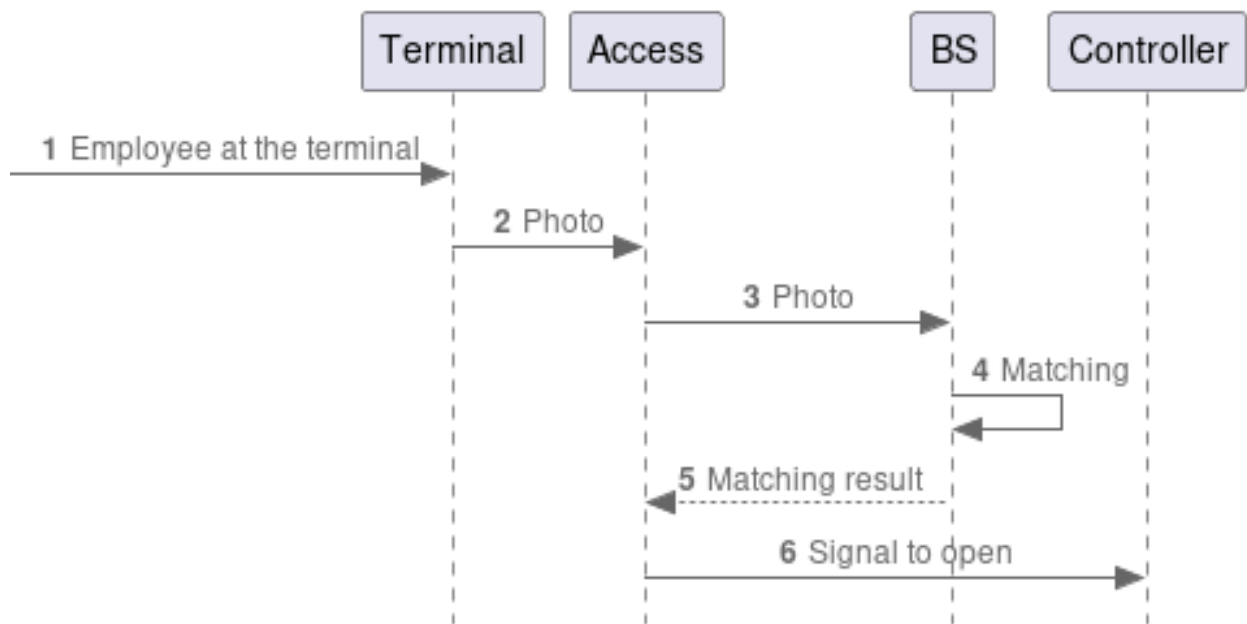 Terminal
Access
BS
Controller
1 Employee at the terminal
2 Photo
3 Photo
4 Matching
5 Matching result
6 Signal to open